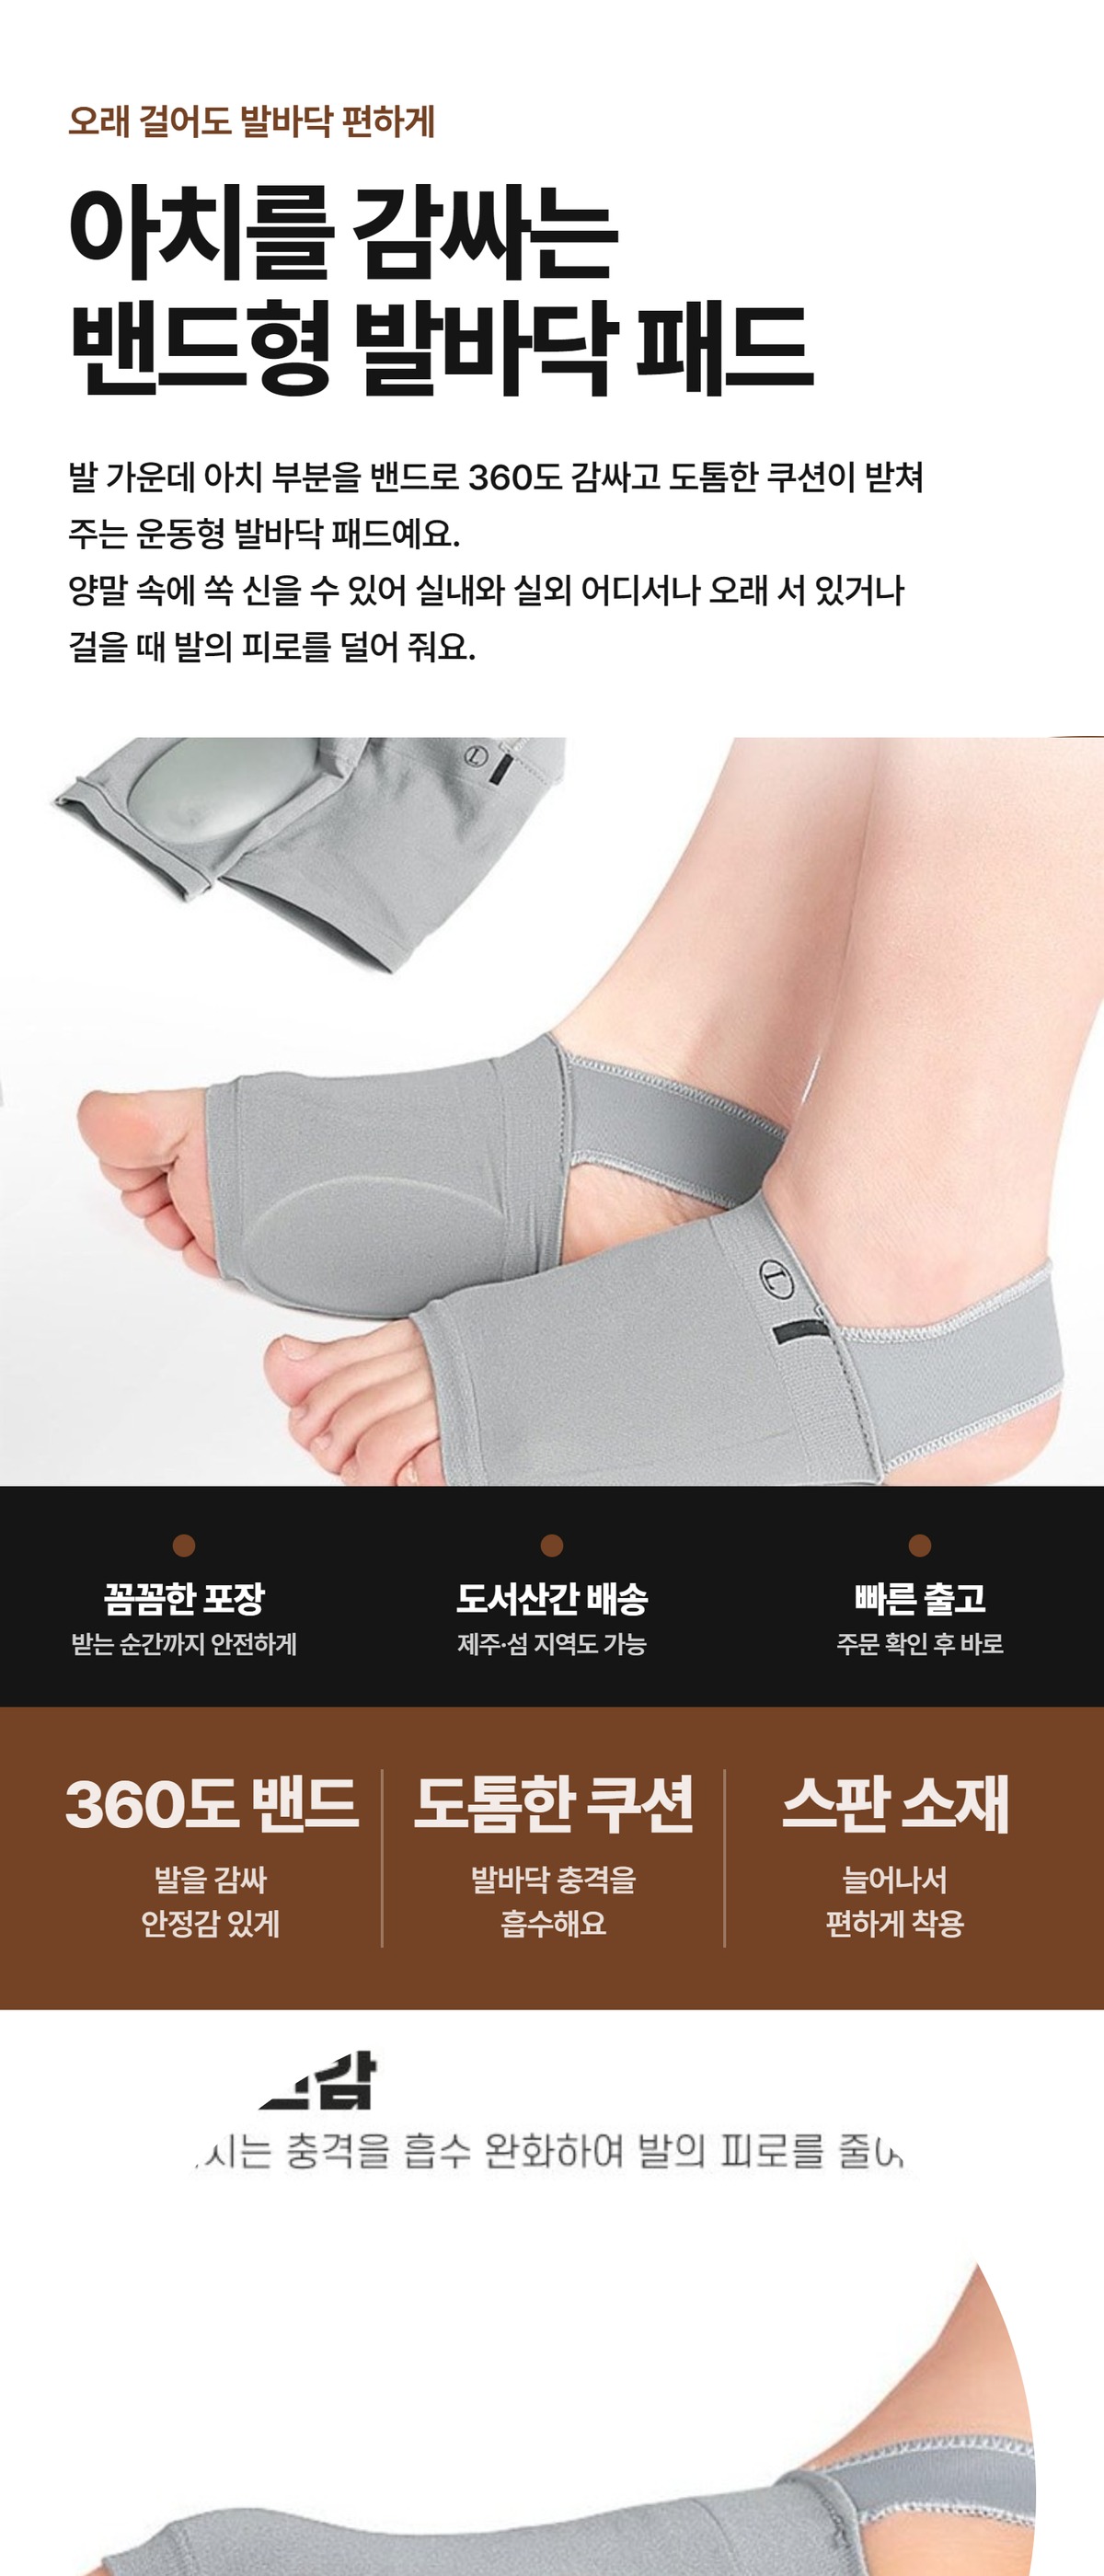 오래 걸어도 발바닥 편하게
아치를 감싸는
밴드형 발바닥 패드
발 가운데 아치 부분을 밴드로 360도 감싸고 도톰한 쿠션이 받쳐
주는 운동형 발바닥 패드예요.
양말 속에 쏙 신을 수 있어 실내와 실외 어디서나 오래 서 있거나
걸을 때 발의 피로를 덜어 줘요.
L
L
꼼꼼한 포장
받는 순간까지 안전하게
도서산간 배송
제주·섬 지역도 가능
빠른 출고
주문 확인 후 바로
360도 밴드
발을 감싸
안정감 있게
도톰한 쿠션
발바닥 충격을
흡수해요
스판 소재
늘어나서
편하게 착용
충격을 흡수 완화하여 발의 피로를